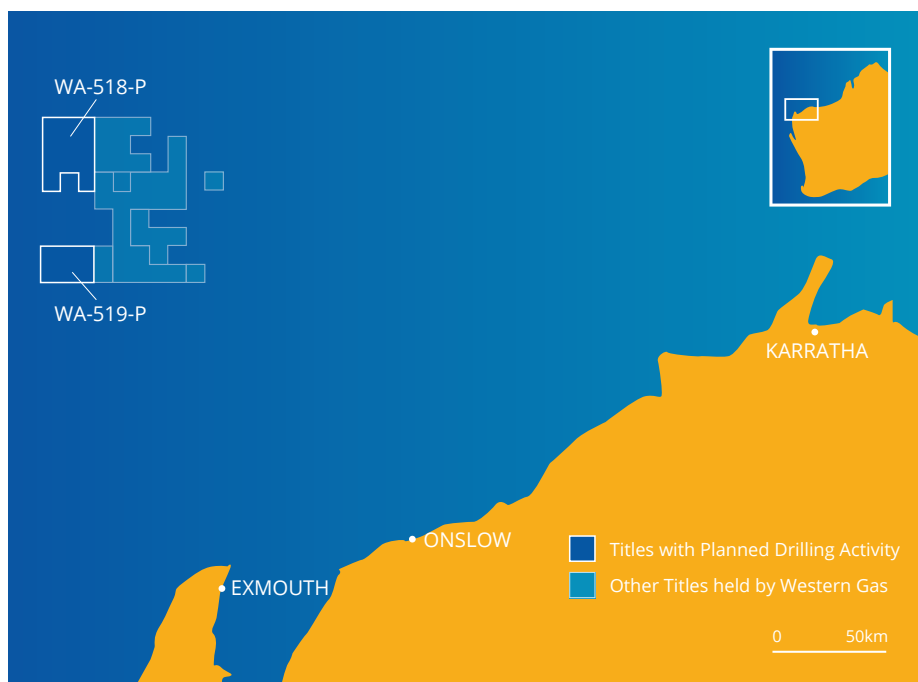 WA-518-P
WA-519-P
KARRATHA
ONSLOW
EXMOUTH
Titles with Planned Drilling Activity
Other Titles held by Western Gas
0 50km